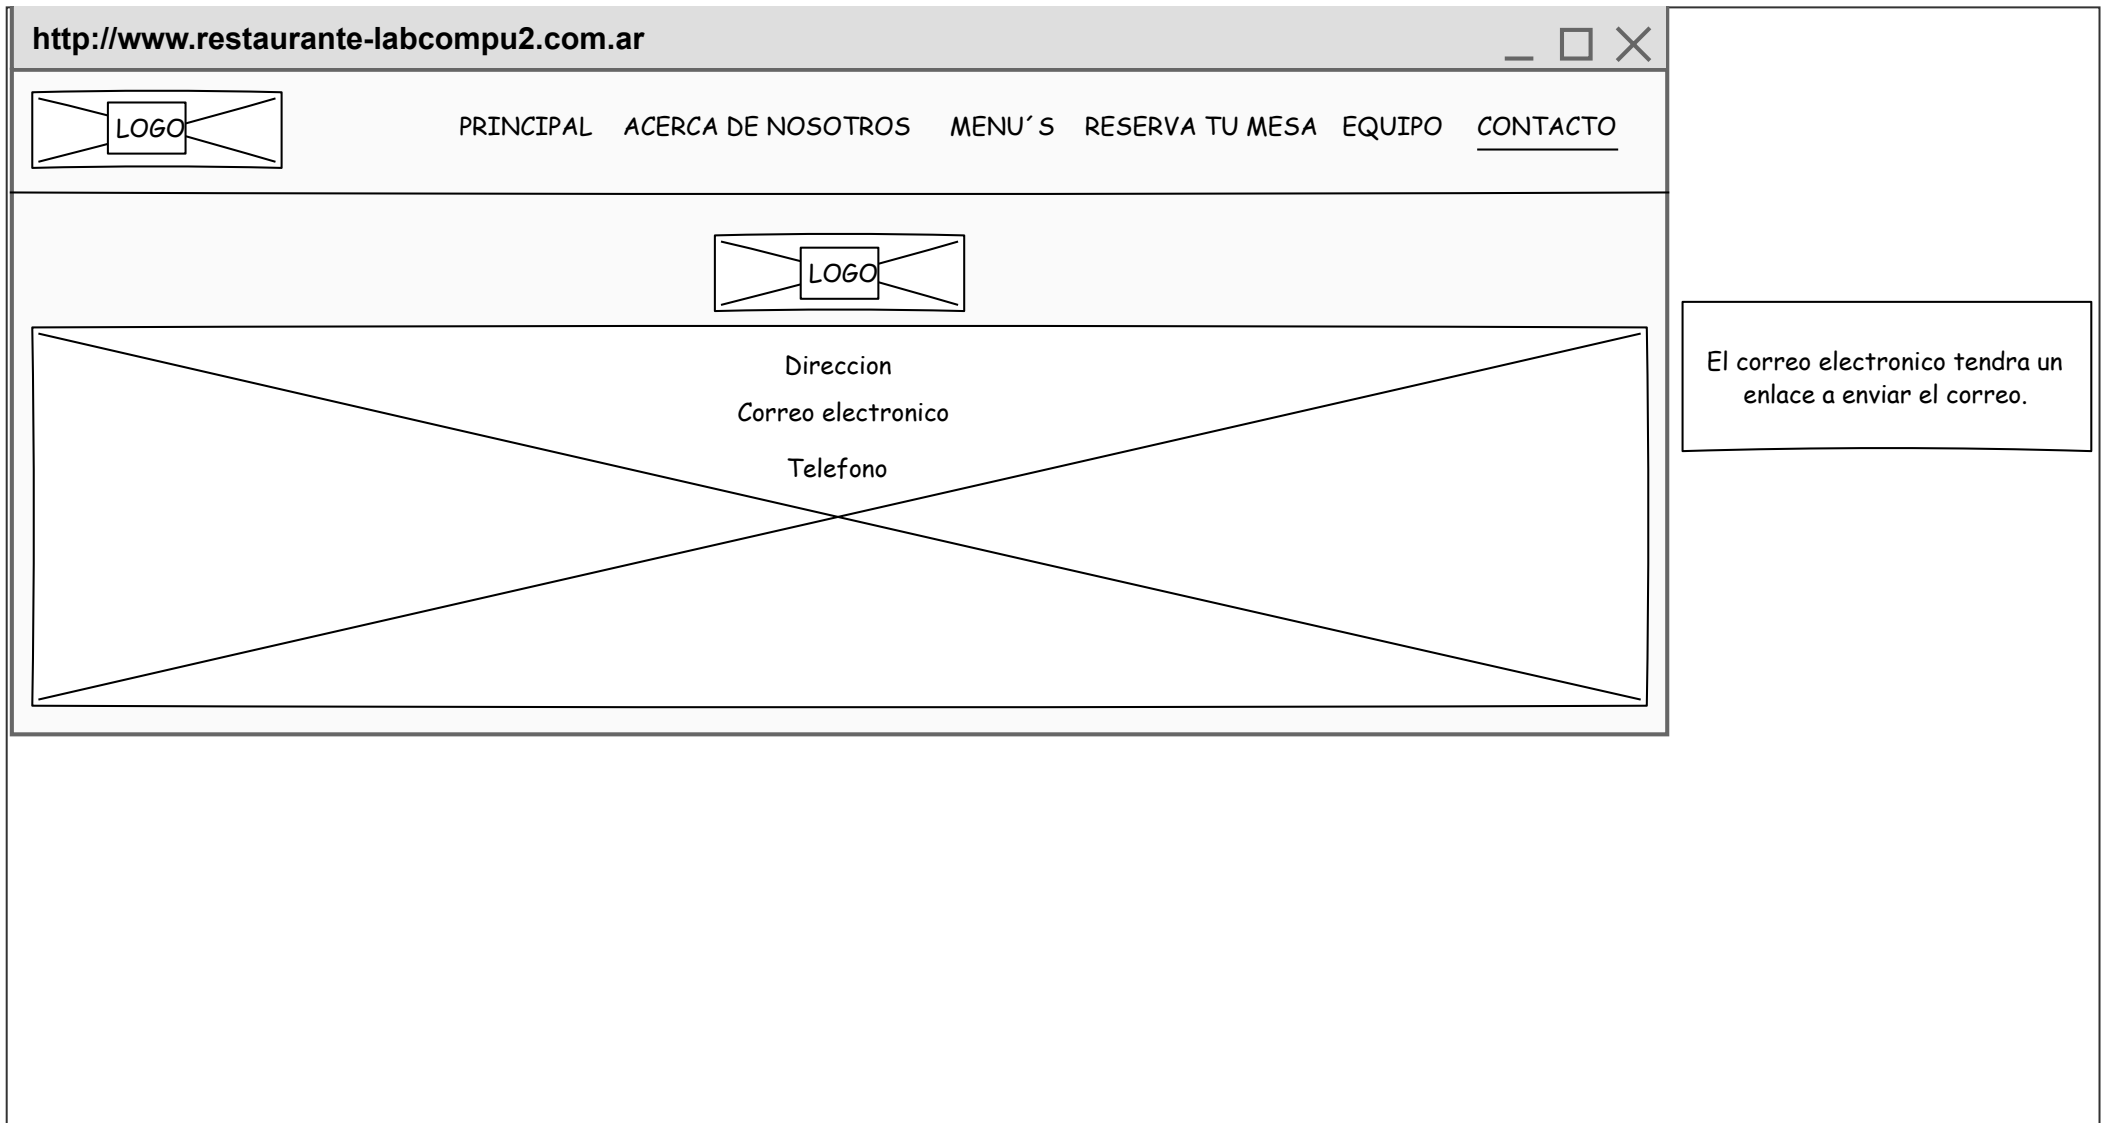 http://www.restaurante-labcompu2.com.ar
LOGO PRINCIPAL ACERCA DE NOSOTROS MENU´S RESERVA TU MESA EQUIPO CONTACTO
LOGO
Direccion
Correo electronico
Telefono
El correo electronico tendra un
enlace a enviar el correo.